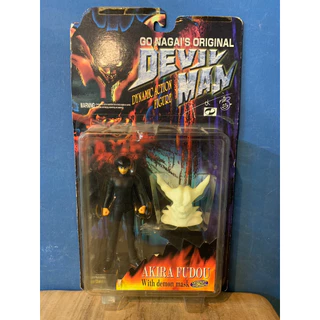 GO NAGAI'S ORIGINAL
DEVIL MAN
DYNAMIC ACTION FIGURE
AKIRA FUDOU
With demon mask